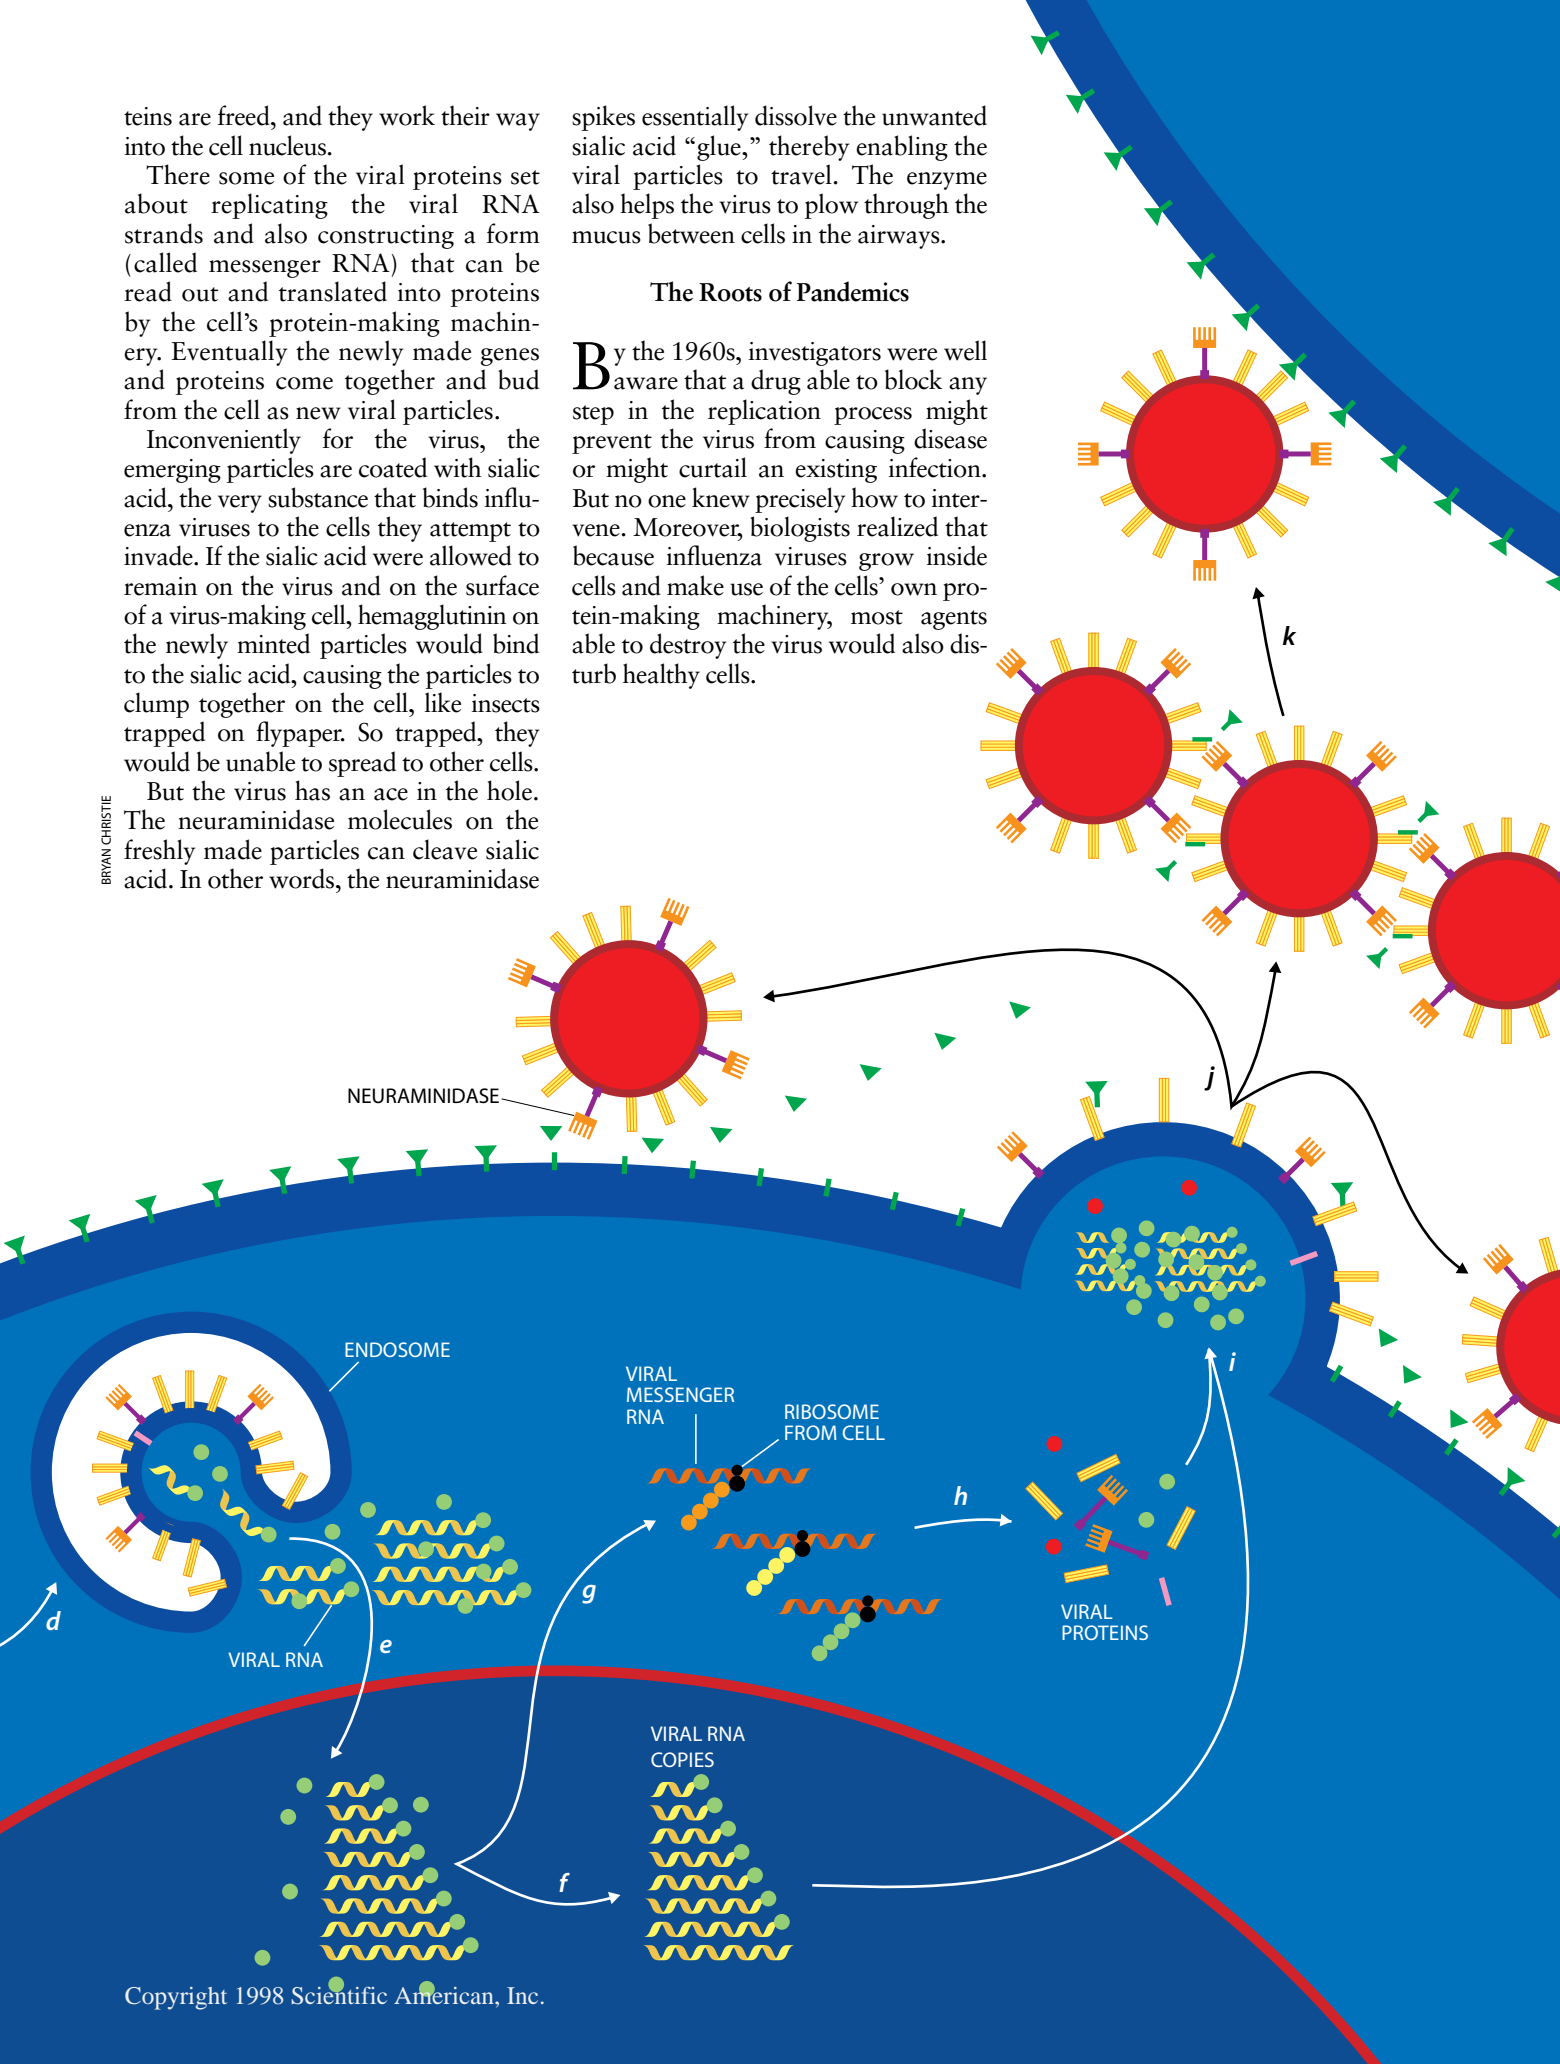 teins are freed, and they work their way
into the cell nucleus.
There some of the viral proteins set
about replicating the viral RNA
strands and also constructing a form
(called messenger RNA) that can be
read out and translated into proteins
by the cell’s protein-making machin-
ery. Eventually the newly made genes
and proteins come together and bud
from the cell as new viral particles.
Inconveniently for the virus, the
emerging particles are coated with sialic
acid, the very substance that binds influ-
enza viruses to the cells they attempt to
invade. If the sialic acid were allowed to
remain on the virus and on the surface
of a virus-making cell, hemagglutinin on
the newly minted particles would bind
to the sialic acid, causing the particles to
clump together on the cell, like insects
trapped on flypaper. So trapped, they
would be unable to spread to other cells.
But the virus has an ace in the hole.
The neuraminidase molecules on the
freshly made particles can cleave sialic
acid. In other words, the neuraminidase
spikes essentially dissolve the unwanted
sialic acid “glue,” thereby enabling the
viral particles to travel. The enzyme
also helps the virus to plow through the
mucus between cells in the airways.
The Roots of Pandemics
By the 1960s, investigators were well
aware that a drug able to block any
step in the replication process might
prevent the virus from causing disease
or might curtail an existing infection.
But no one knew precisely how to inter-
vene. Moreover, biologists realized that
because influenza viruses grow inside
cells and make use of the cells’ own pro-
tein-making machinery, most agents
able to destroy the virus would also dis-
turb healthy cells.
BRYAN CHRISTIE
k
j
NEURAMINIDASE
ENDOSOME
VIRAL
MESSENGER
RNA
RIBOSOME
FROM CELL
i
h
g
d
e
VIRAL RNA
VIRAL
PROTEINS
VIRAL RNA
COPIES
f
Copyright 1998 Scientific American, Inc.